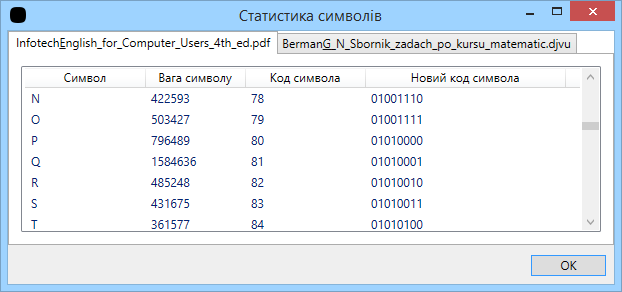 Статистика символів
InfotechEnglish_for_Computer_Users_4th_ed.pdf BermanG_N_Sbornik_zadach_po_kursu_matematic.djvu
Символ Вага символу Код символа Новий код символа
N 422593 78 01001110
O 503427 79 01001111
P 796489 80 01010000
Q 1584636 81 01010001
R 485248 82 01010010
S 431675 83 01010011
T 361577 84 01010100
OK